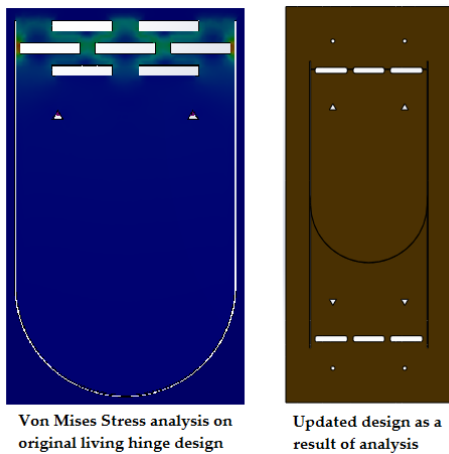 Von Mises Stress analysis on
original living hinge design
Updated design as a
result of analysis